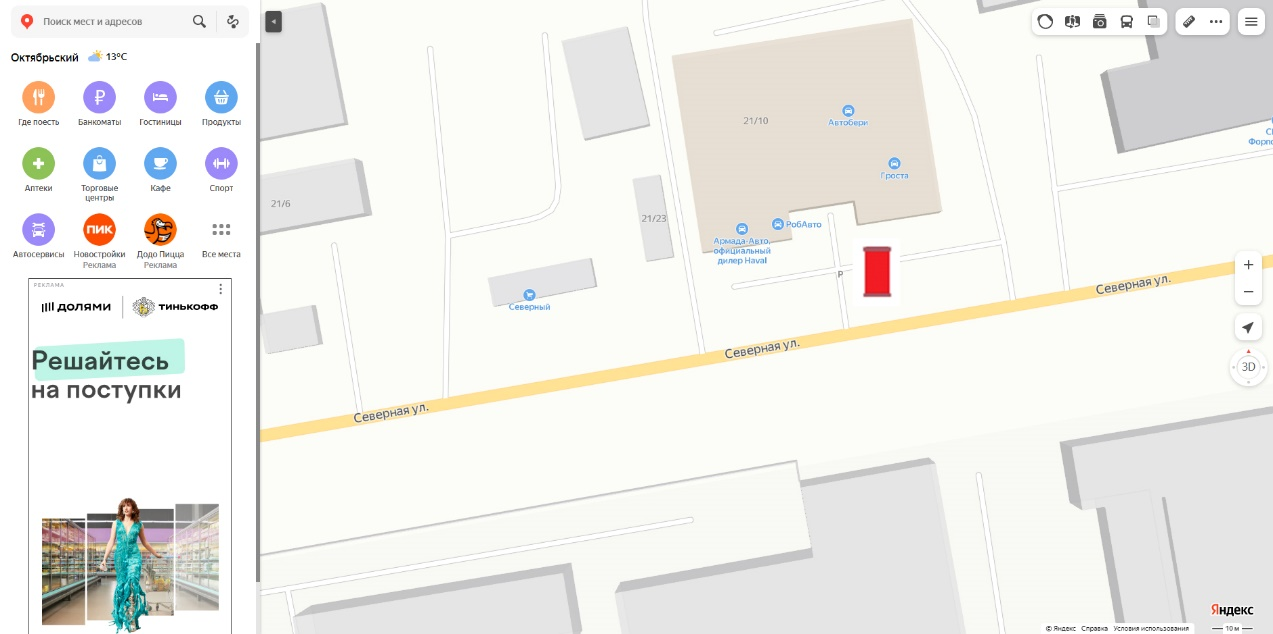 Поиск мест и адресов
Октябрьский
13°C
Где поесть
Банкоматы
Гостиницы
Продукты
Аптеки
Торговые
центры
Кафе
Спорт
ПИК
Автосервисы
Новостройки
Реклама
Додо Пицца
Реклама
Все места
РЕКЛАМА
ДОЛЯМИ
ТИНЬКОФФ
Решайтесь
на поступки
21/10
Автобери
Гроста
21/6
21/23
РобАвто
Армада-Авто,
официальный
дилер Haval
P
Северный
Северная ул.
Северная ул.
Северная ул.
3D
Яндекс
© Яндекс Справка Условия использования
10 м